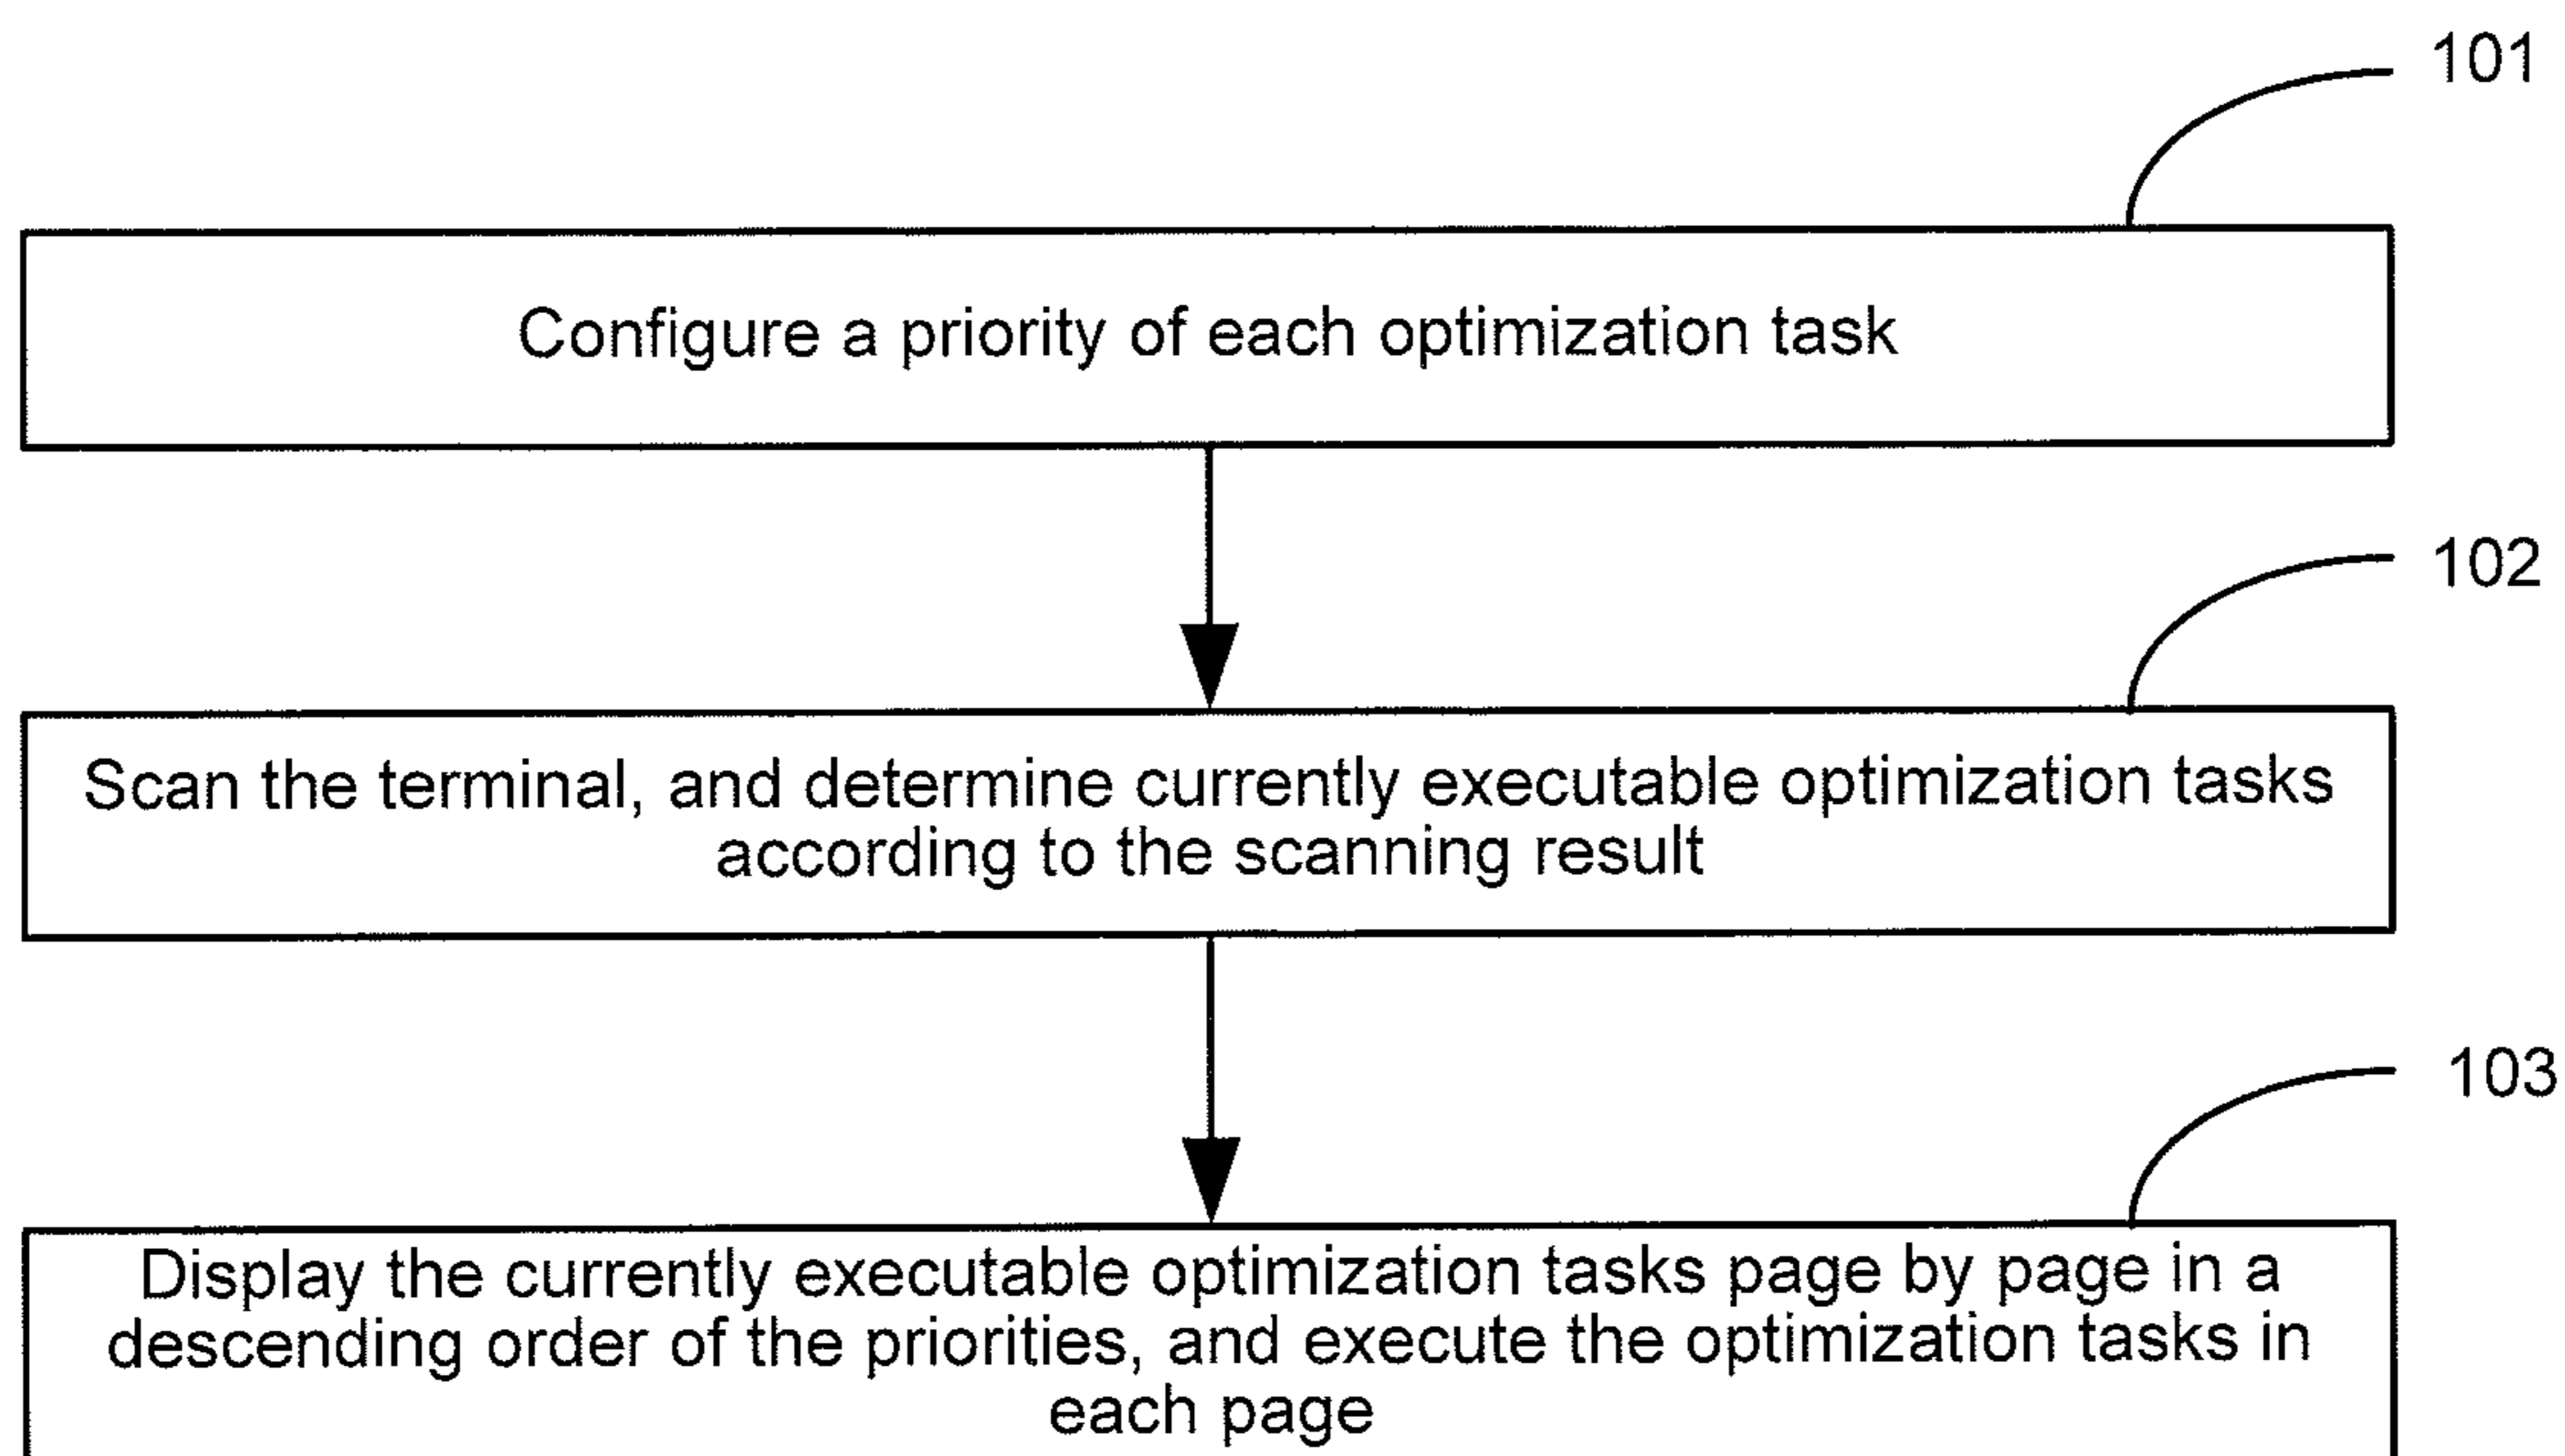 101
Configure a priority of each optimization task
102
Scan the terminal, and determine currently executable optimization tasks
according to the scanning result
103
Display the currently executable optimization tasks page by page in a
descending order of the priorities, and execute the optimization tasks in
each page